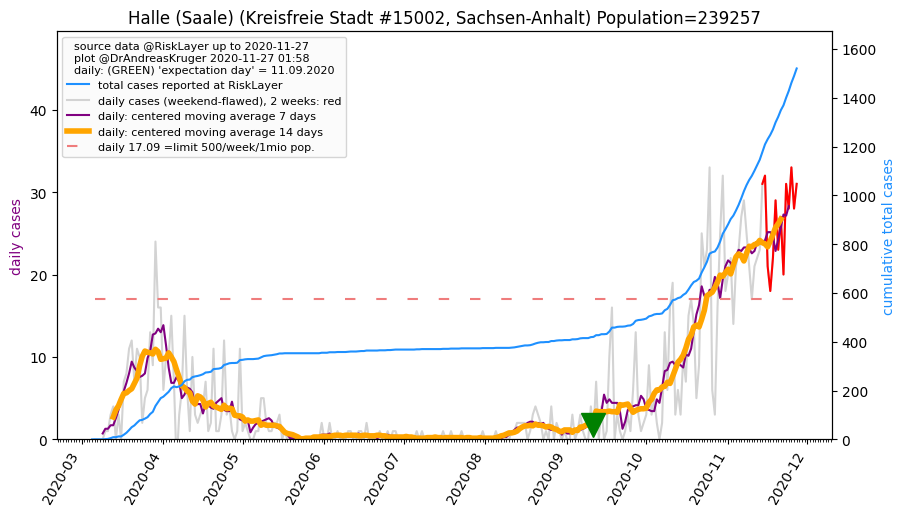 Halle (Saale) (Kreisfreie Stadt #15002, Sachsen-Anhalt) Population=239257
source data @RiskLayer up to 2020-11-27
plot @DrAndreasKruger 2020-11-27 01:58
daily: (GREEN) 'expectation day' = 11.09.2020
total cases reported at RiskLayer
daily cases (weekend-flawed), 2 weeks: red
daily: centered moving average 7 days
daily: centered moving average 14 days
daily 17.09 =limit 500/week/1mio pop.
daily cases
40
30
20
10
0
cumulative total cases
1600
1400
1200
1000
800
600
400
200
0
2020-03
2020-04
2020-05
2020-06
2020-07
2020-08
2020-09
2020-10
2020-11
2020-12